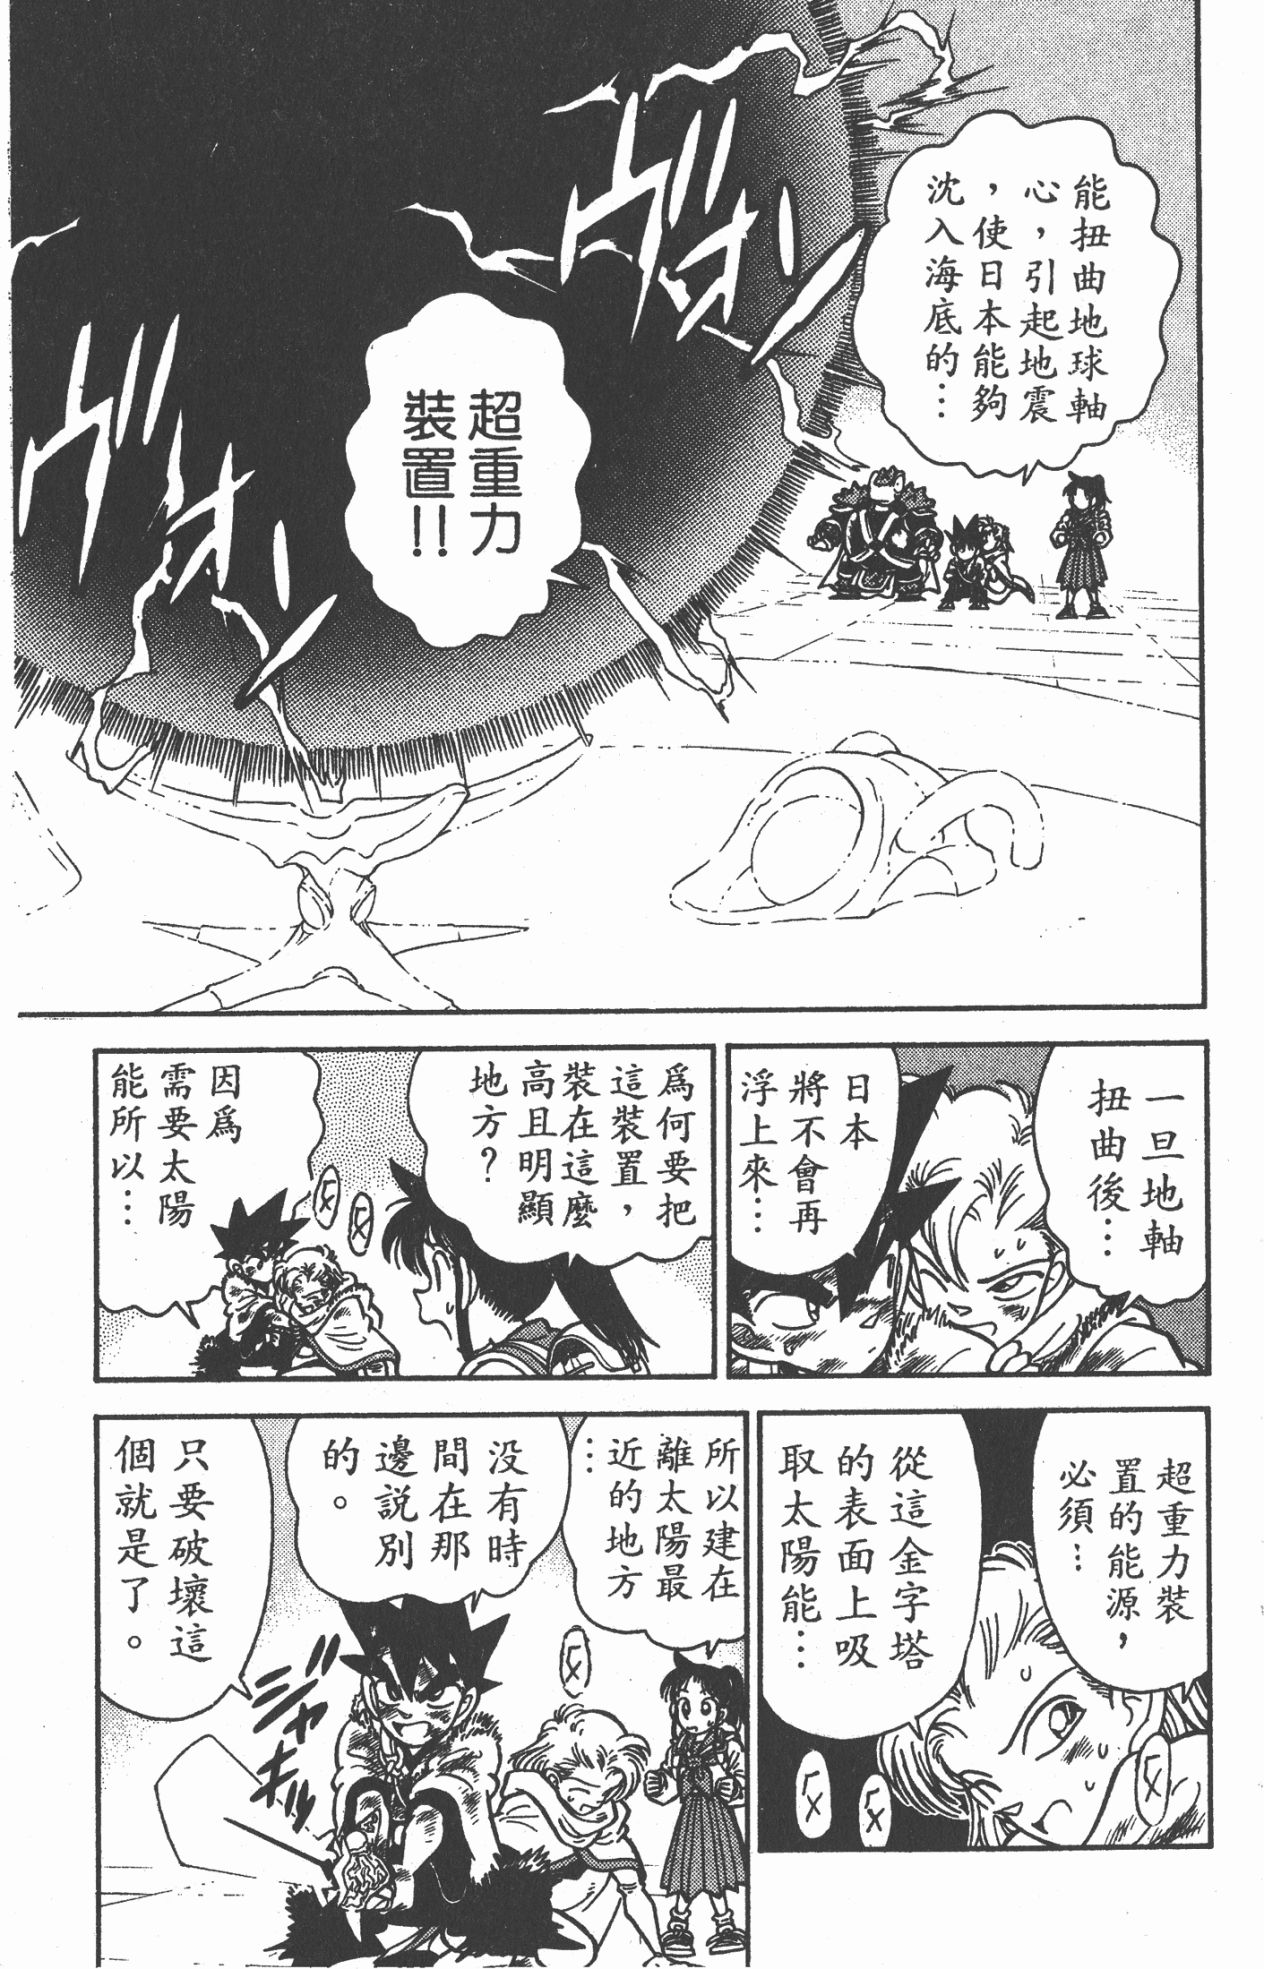 能扭曲地球軸
心，引起地震
，使日本能夠
沈入海底的…
超重力
裝置!!
ヴオン
ヴオン
一旦地軸
扭曲後…
日本
將不會再
浮上來…
爲何要把
這裝置，
裝在這麼
高且明顯
地方？
因爲
需要太陽
能所以…
超重力裝
置的能源，
必須…
從這金字塔
的表面上吸
取太陽能…
所以建在
離太陽最
近的地方
…
没有時
間在那
邊説別
的。
只要破壞這
個就是了。
ジャキッ